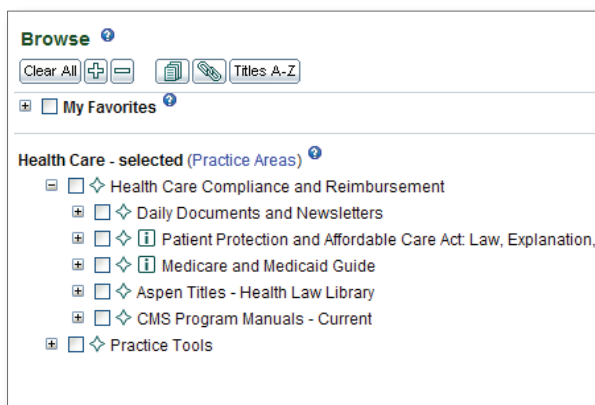 Browse ?
Clear All Titles A-Z
My Favorites ?
Health Care - selected (Practice Areas) ?
Health Care Compliance and Reimbursement
Daily Documents and Newsletters
i Patient Protection and Affordable Care Act: Law, Explanation,
i Medicare and Medicaid Guide
Aspen Titles - Health Law Library
CMS Program Manuals - Current
Practice Tools